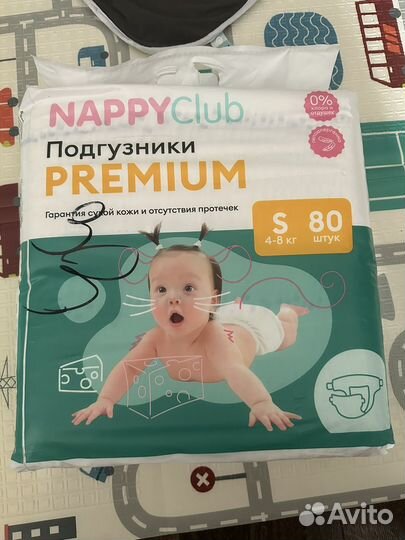 NAPPYClub
0%
хлора и
отдушек
Подгузники
PREMIUM
Гарантия сухой кожи и отсутствия протечек
S
4-8 кг
80
штук
Avito